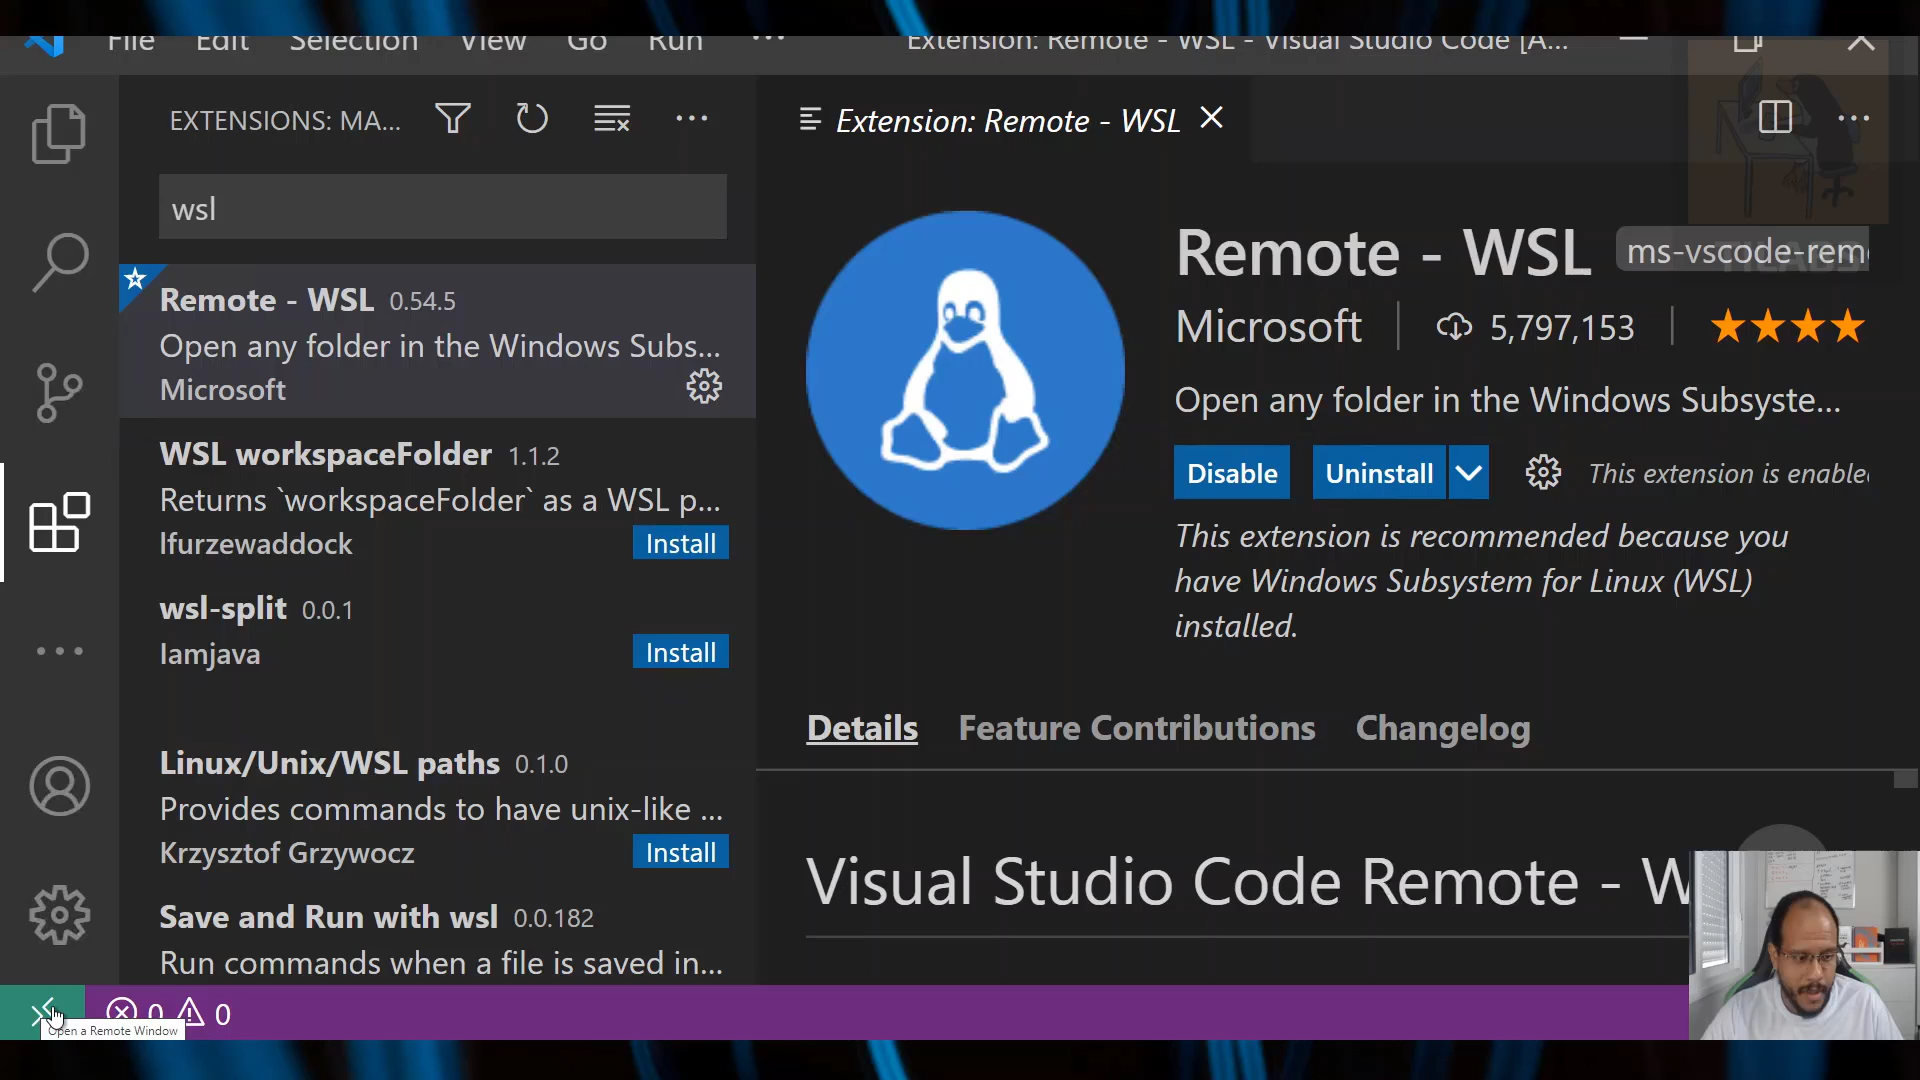 File Edit Selection View Go Run ... Extension: Remote - WSL - Visual Studio Code [A...
EXTENSIONS: MA...
wsl
Remote - WSL 0.54.5
Open any folder in the Windows Subs...
Microsoft
WSL workspaceFolder 1.1.2
Returns `workspaceFolder` as a WSL p...
lfurzewaddock
Install
wsl-split 0.0.1
Iamjava
Install
Linux/Unix/WSL paths 0.1.0
Provides commands to have unix-like ...
Krzysztof Grzywocz
Install
Save and Run with wsl 0.0.182
Run commands when a file is saved in...
Extension: Remote - WSL
Remote - WSL ms-vscode-rem
Microsoft 5,797,153
Open any folder in the Windows Subsyste...
Disable Uninstall This extension is enable
This extension is recommended because you
have Windows Subsystem for Linux (WSL)
installed.
Details Feature Contributions Changelog
Visual Studio Code Remote - W
0 0
Open a Remote Window